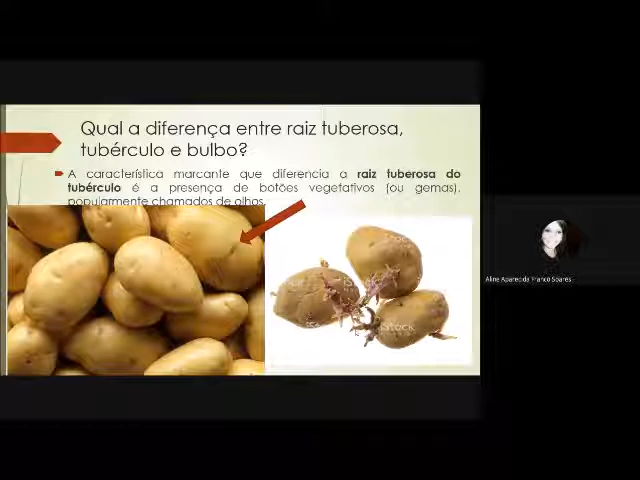 Qual a diferença entre raiz tuberosa,
tubérculo e bulbo?
A característica marcante que diferencia a raiz tuberosa do
tubérculo é a presença de botões vegetativos (ou gemas),
popularmente chamados de olhos.
iStock
Aline Aparecida Franco Soares